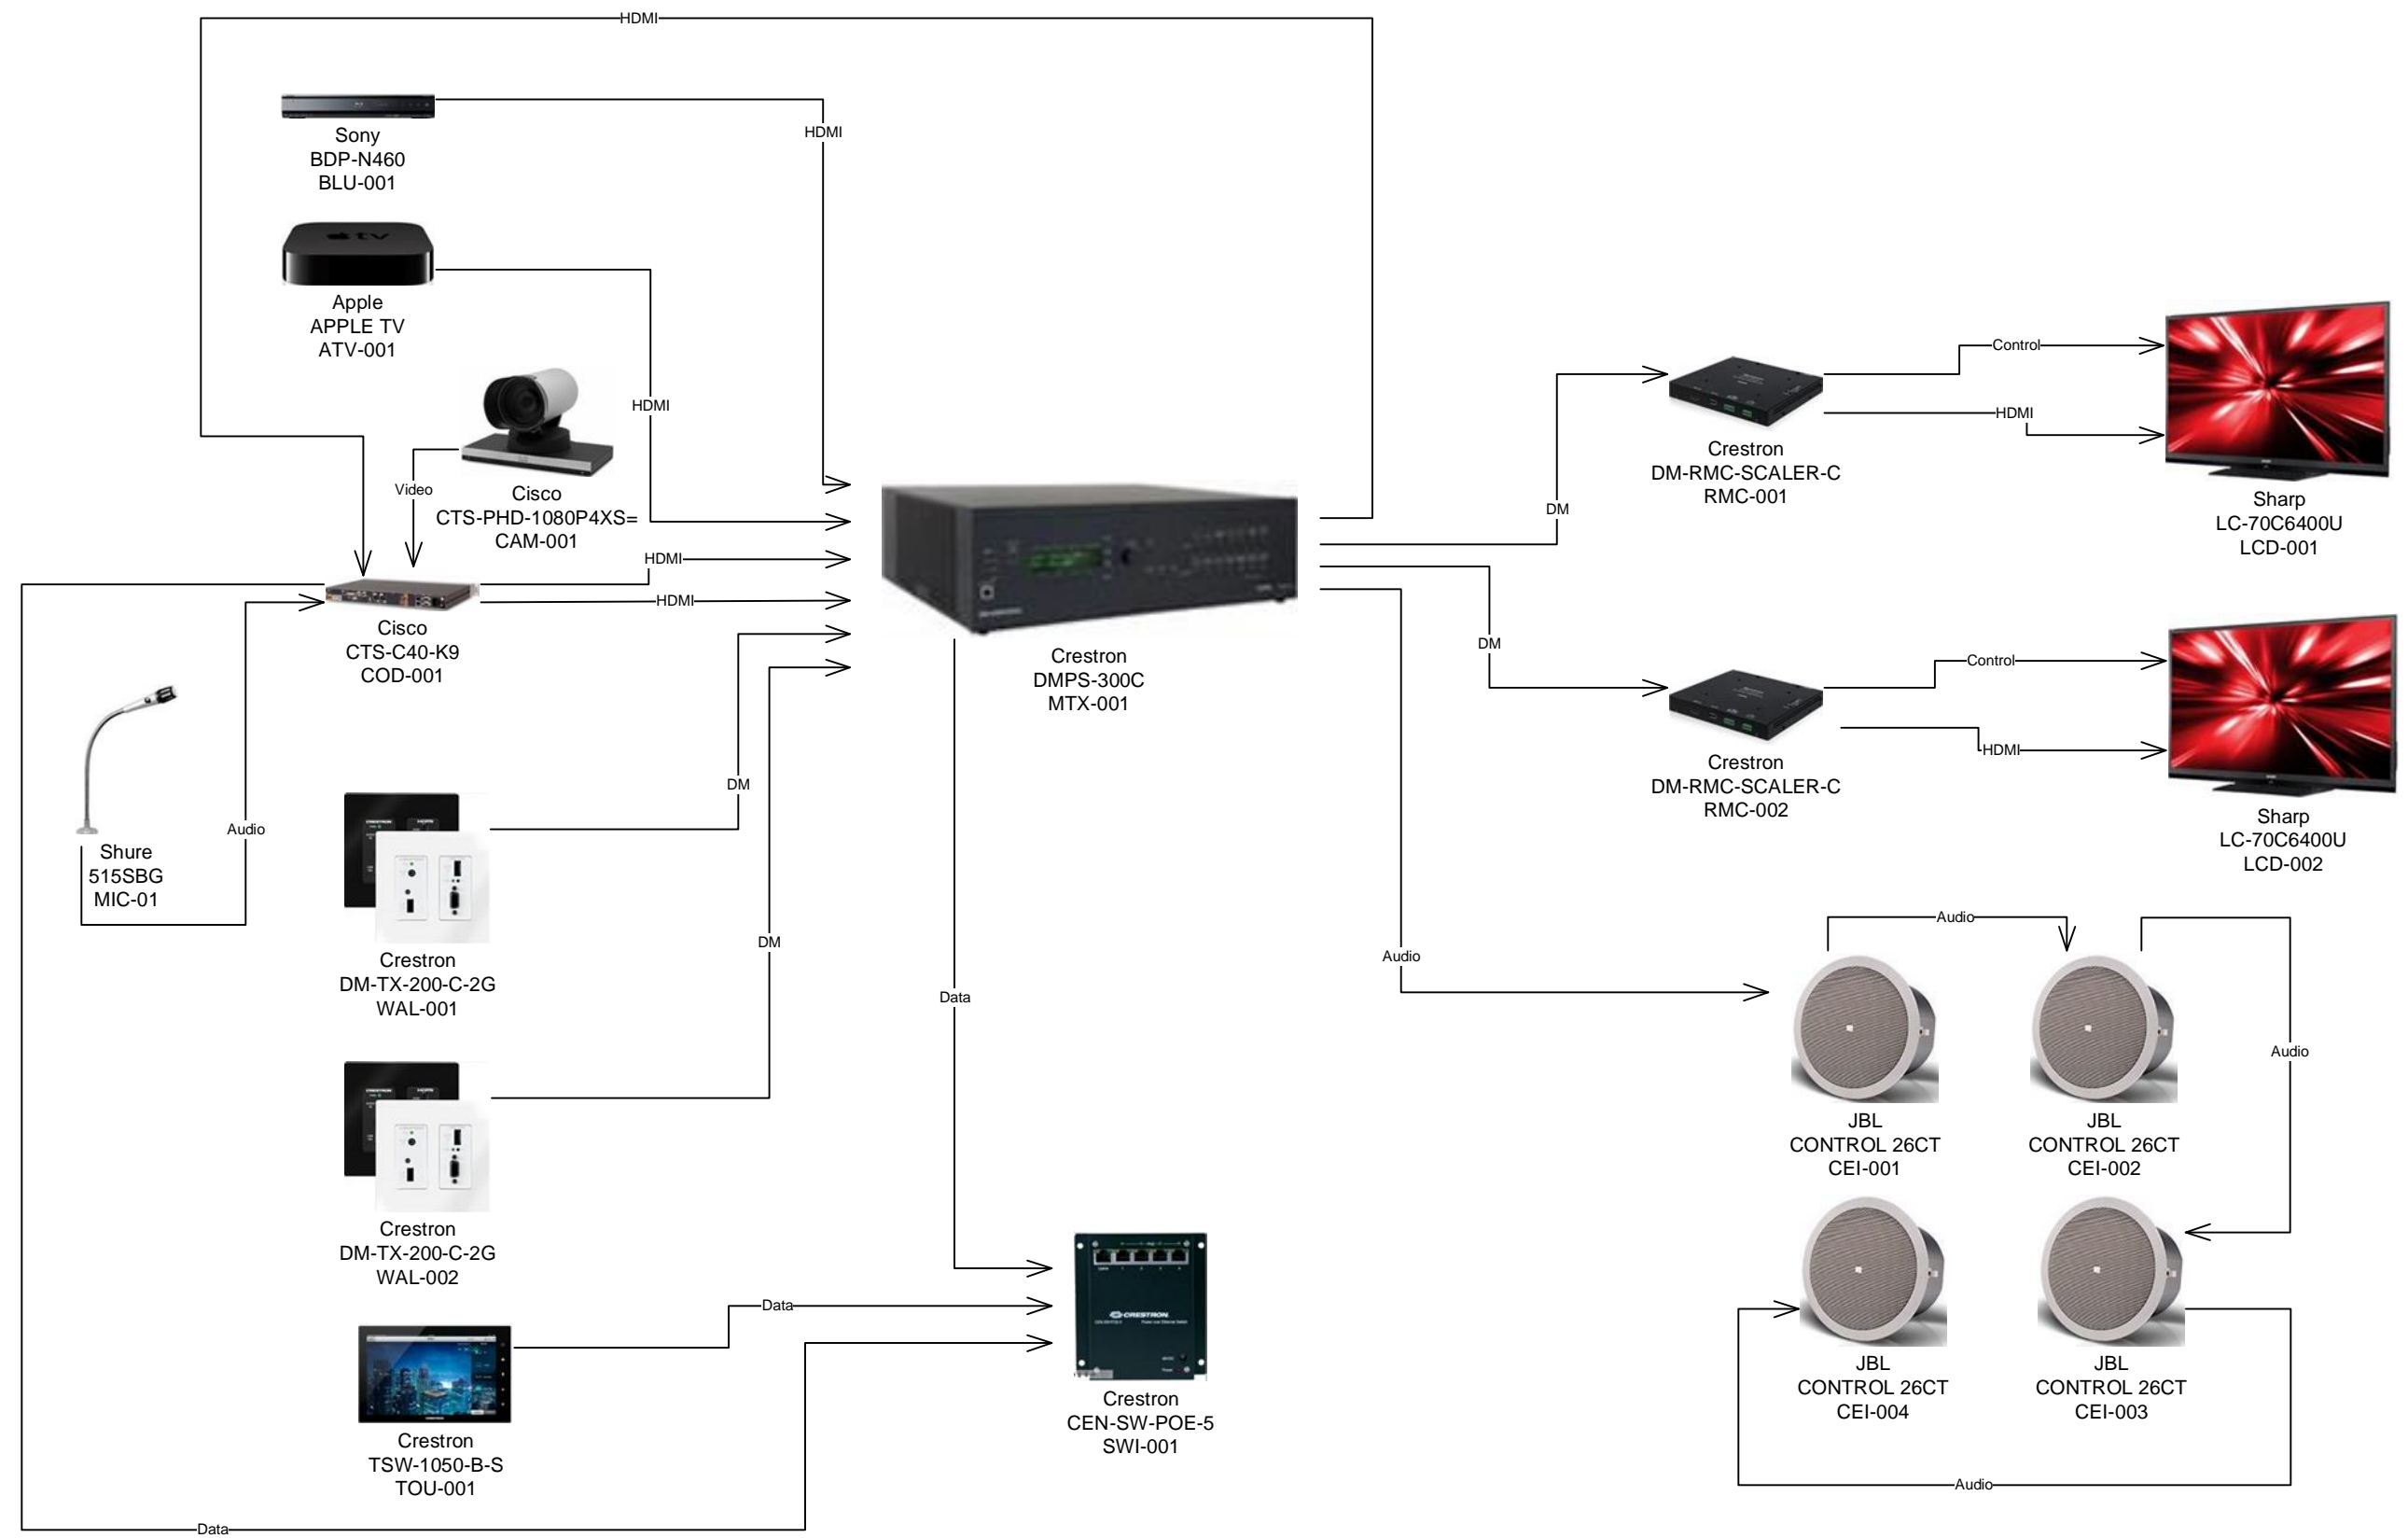 HDMI
Sony
BDP-N460
BLU-001
HDMI
tv
Apple
APPLE TV
ATV-001
HDMI
Video
Cisco
CTS-PHD-1080P4XS=
CAM-001
HDMI
HDMI
Cisco
CTS-C40-K9
COD-001
Shure
515SBG
MIC-01
Audio
DM
Crestron
DM-TX-200-C-2G
WAL-001
DM
Crestron
DM-TX-200-C-2G
WAL-002
Crestron
TSW-1050-B-S
TOU-001
Data
Data
Data
Crestron
DMPS-300C
MTX-001
CRESTRON
Crestron
CEN-SW-POE-5
SWI-001
DM
Crestron
DM-RMC-SCALER-C
RMC-001
Control
HDMI
Sharp
LC-70C6400U
LCD-001
DM
Crestron
DM-RMC-SCALER-C
RMC-002
Control
HDMI
Sharp
LC-70C6400U
LCD-002
Audio
Audio
Audio
JBL
CONTROL 26CT
CEI-001
JBL
CONTROL 26CT
CEI-002
JBL
CONTROL 26CT
CEI-004
JBL
CONTROL 26CT
CEI-003
Audio